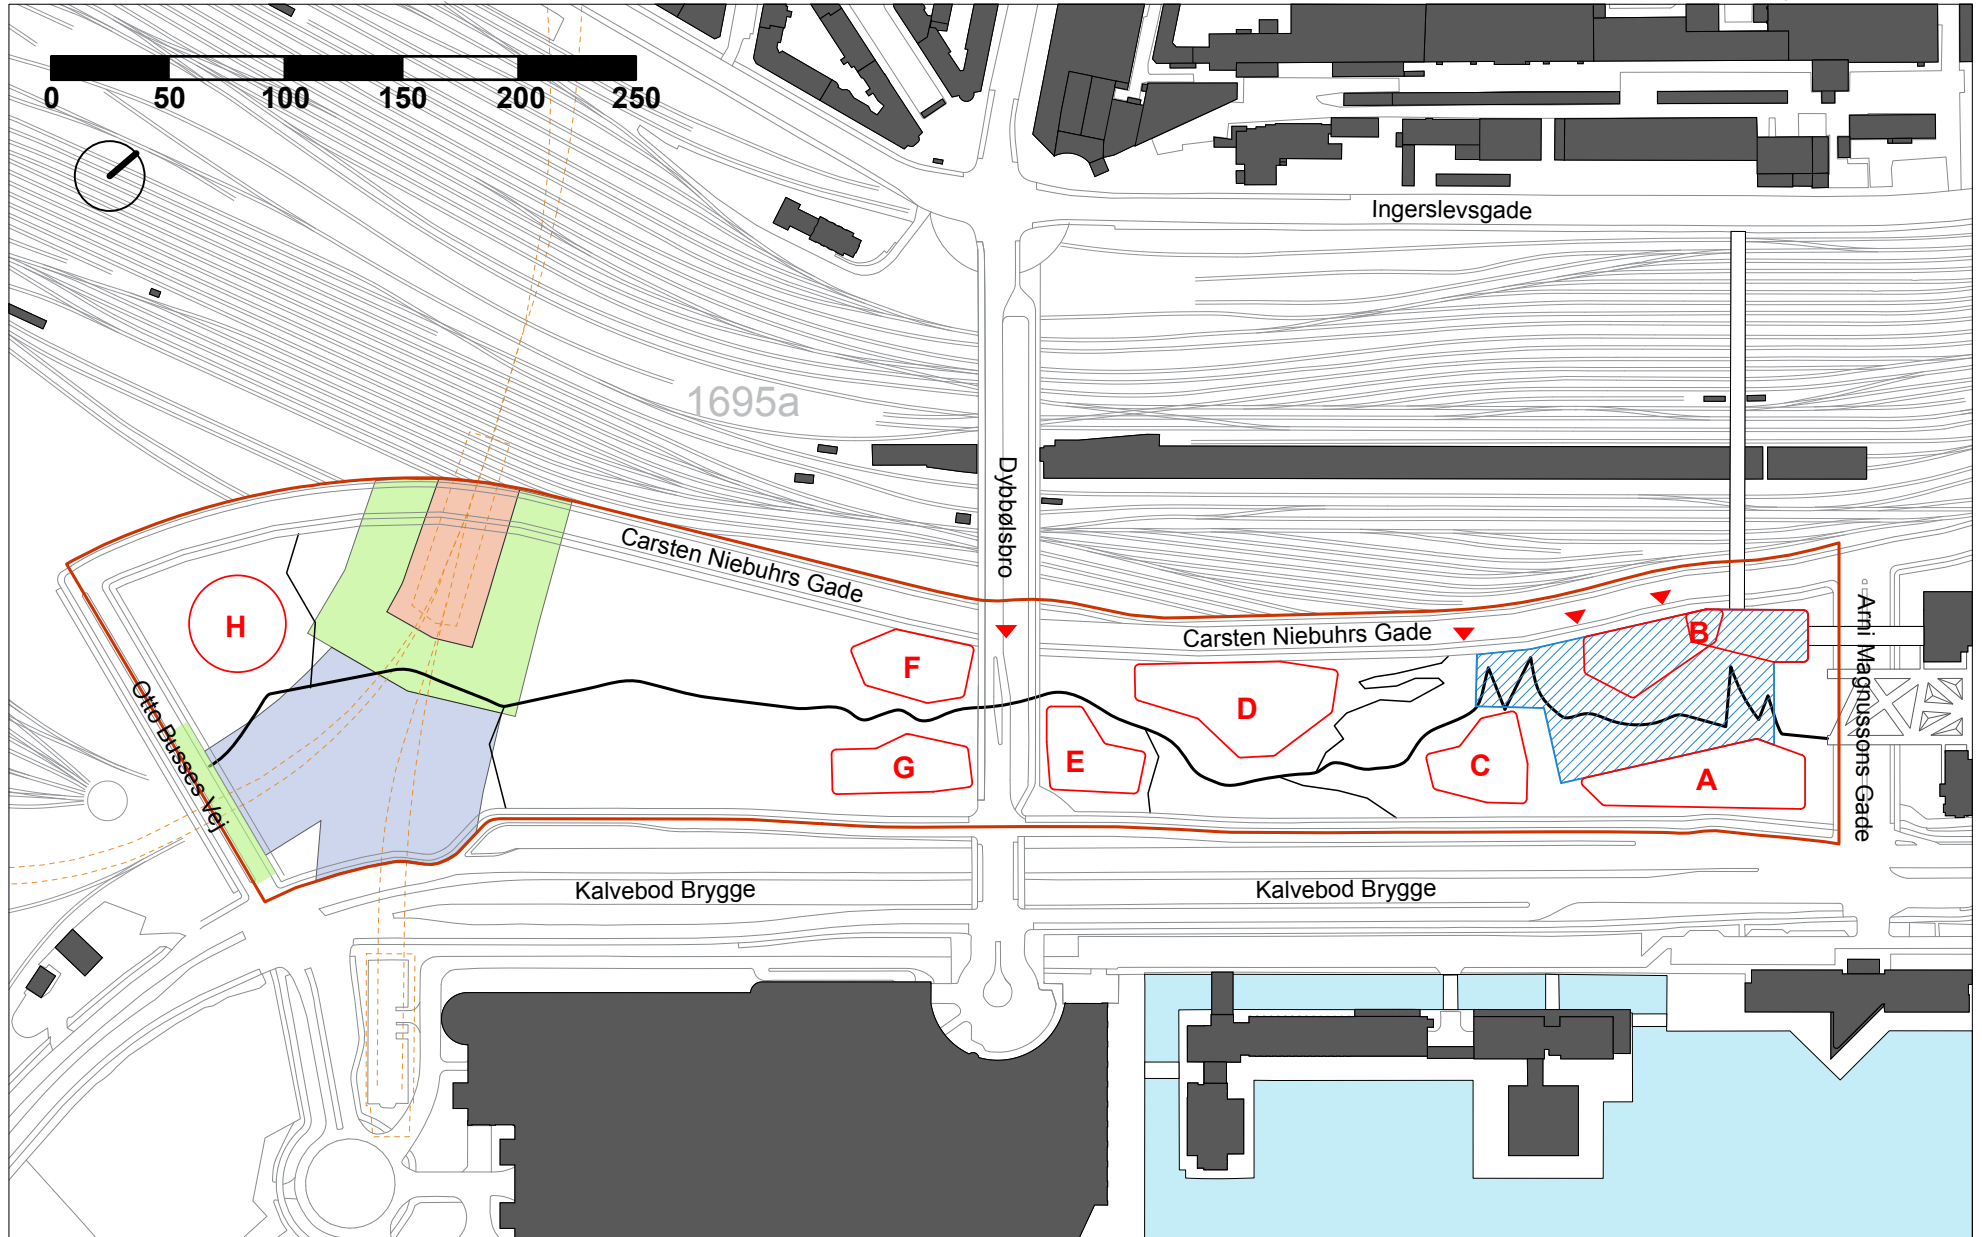 0 50 100 150 200 250
Ingerslevsgade
1695a
Dybbølsbro
Carsten Niebuhrs Gade
Carsten Niebuhrs Gade
Arni Magnussons Gade
H
B
F
D
G
E
C
A
Otto Busses Vej
Kalvebod Brygge
Kalvebod Brygge